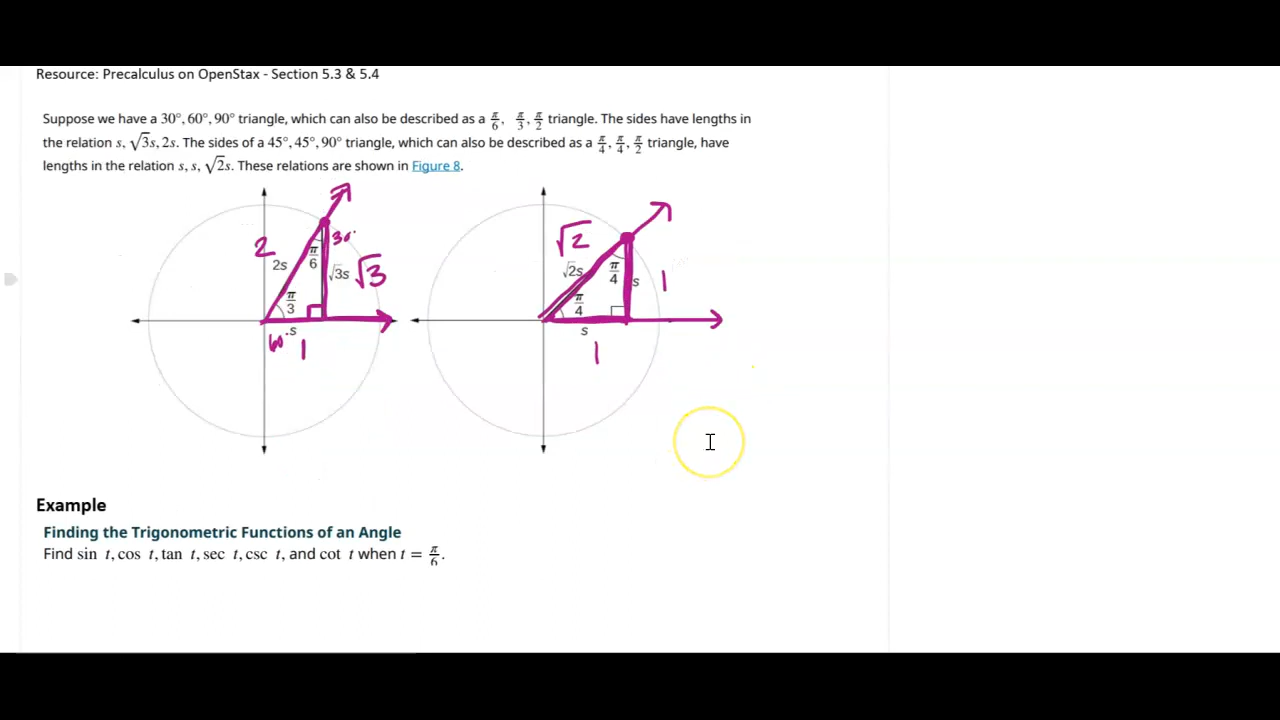 Resource: Precalculus on OpenStax - Section 5.3 & 5.4
Suppose we have a 30°, 60°, 90° triangle, which can also be described as a π/6, π/3, π/2 triangle. The sides have lengths in
the relation s, √3s, 2s. The sides of a 45°, 45°, 90° triangle, which can also be described as a π/4, π/4, π/2 triangle, have
lengths in the relation s, s, √2s. These relations are shown in Figure 8.
2
30°
2s
π/6
√3s
√3
π/3
s
60°
1
√2
√2s
π/4
s
1
π/4
s
1
Example
Finding the Trigonometric Functions of an Angle
Find sin t, cos t, tan t, sec t, csc t, and cot t when t = π/6.